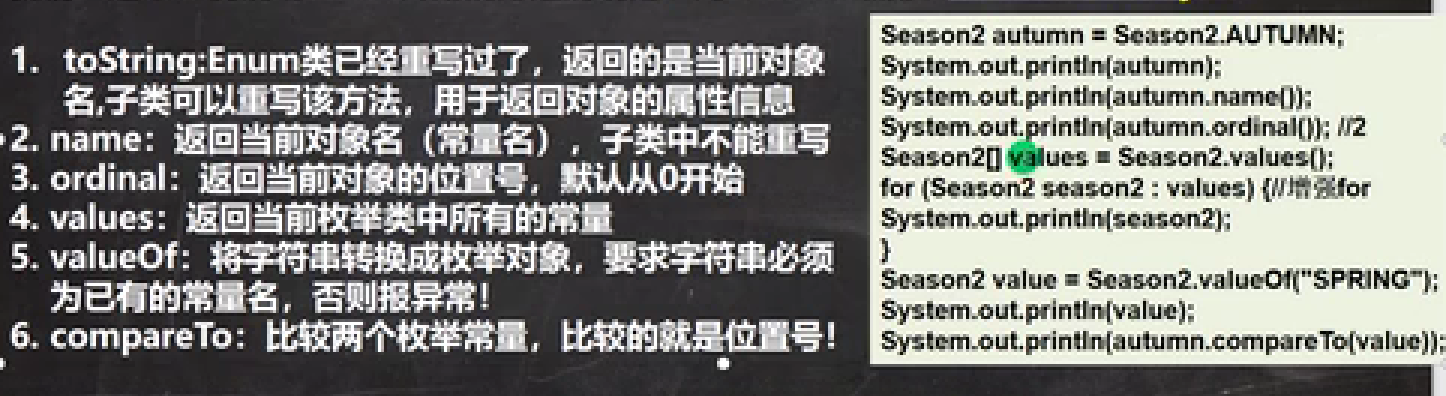 1. toString:Enum类已经重写过了，返回的是当前对象
名,子类可以重写该方法，用于返回对象的属性信息
2. name：返回当前对象名（常量名），子类中不能重写
3. ordinal：返回当前对象的位置号，默认从0开始
4. values：返回当前枚举类中所有的常量
5. valueOf：将字符串转换成枚举对象，要求字符串必须
为已有的常量名，否则报异常！
6. compareTo：比较两个枚举常量，比较的就是位置号！
Season2 autumn = Season2.AUTUMN;
System.out.println(autumn);
System.out.println(autumn.name());
System.out.println(autumn.ordinal()); //2
Season2[] values = Season2.values();
for (Season2 season2 : values) {//增强for
System.out.println(season2);
}
Season2 value = Season2.valueOf("SPRING");
System.out.println(value);
System.out.println(autumn.compareTo(value));